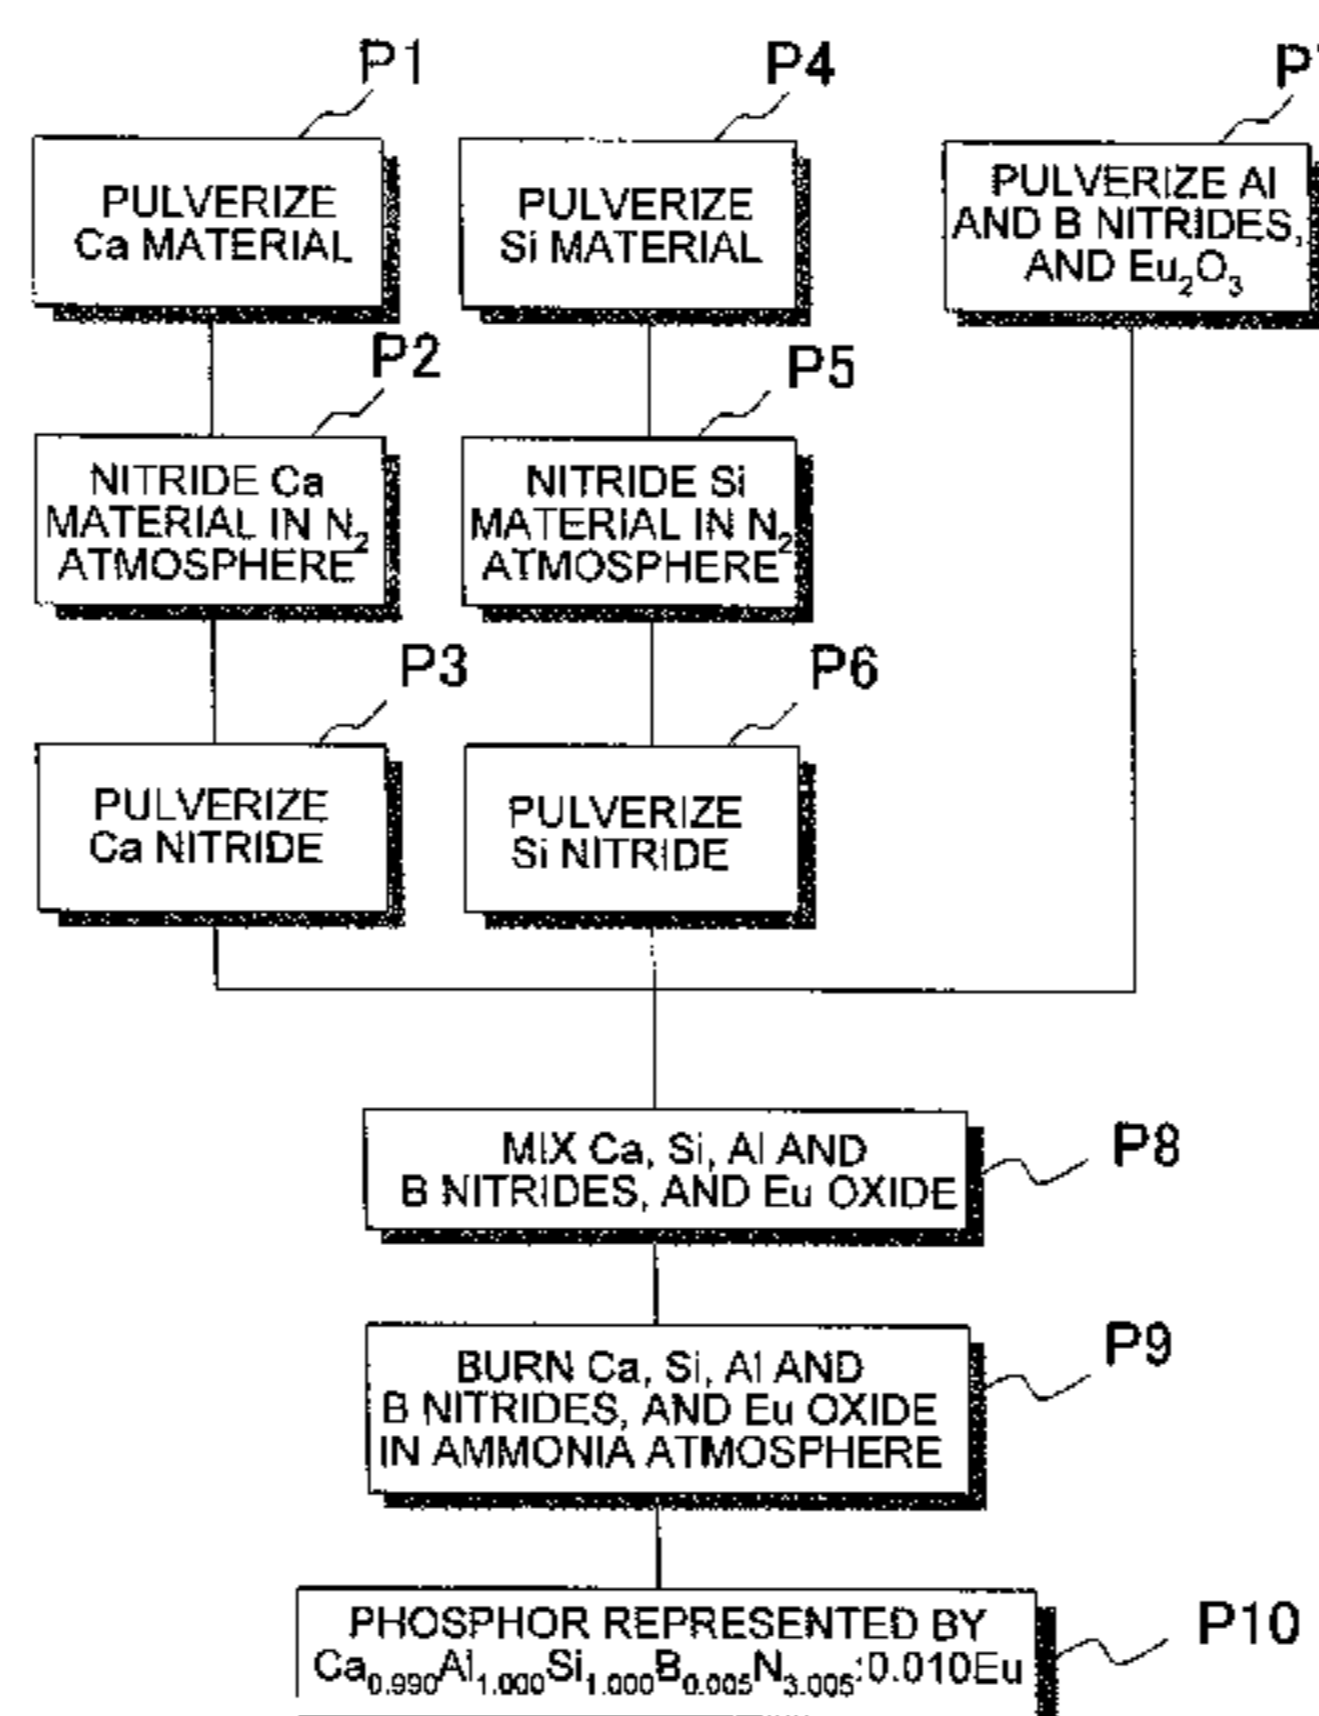 P1
PULVERIZE
Ca MATERIAL
P4
PULVERIZE
Si MATERIAL
PULVERIZE Al
AND B NITRIDES,
AND Eu₂O₃
P2
NITRIDE Ca
MATERIAL IN N₂
ATMOSPHERE
P5
NITRIDE Si
MATERIAL IN N₂
ATMOSPHERE
P3
PULVERIZE
Ca NITRIDE
P6
PULVERIZE
Si NITRIDE
P8
MIX Ca, Si, Al AND
B NITRIDES, AND Eu OXIDE
P9
BURN Ca, Si, Al AND
B NITRIDES, AND Eu OXIDE
IN AMMONIA ATMOSPHERE
P10
PHOSPHOR REPRESENTED BY
Ca₀.₉₉₀Al₁.₀₀₀Si₁.₀₀₀B₀.₀₀₅N₃.₀₀₅:0.010Eu